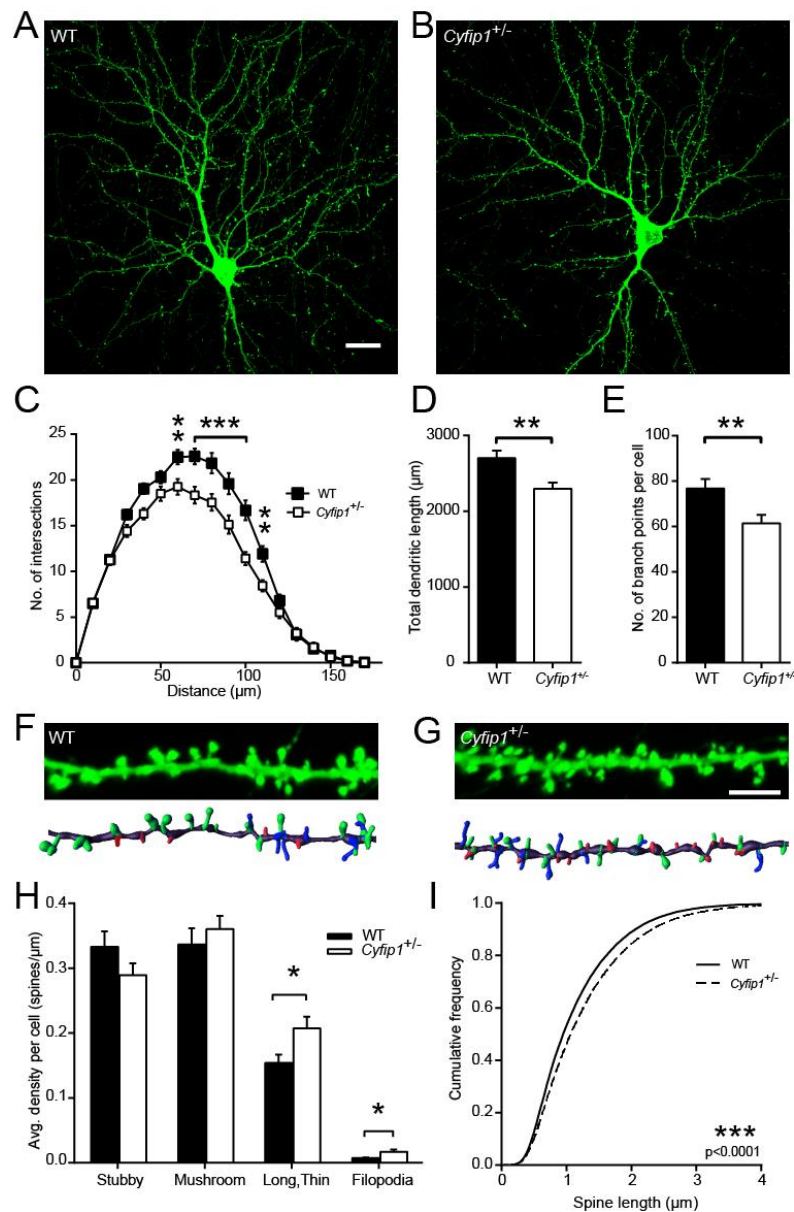 A
WT
B
Cyfip1+/-
C
** *** **
25
20
15
10
5
0
No. of intersections
WT
Cyfip1+/-
0 50 100 150
Distance (µm)
D
**
3000
2000
1000
0
Total dendritic length (µm)
WT Cyfip1+/-
E
**
100
80
60
40
20
0
No. of branch points per cell
WT Cyfip1+/-
F
WT
G
Cyfip1+/-
H
0.4
0.3
0.2
0.1
0.0
Avg. density per cell (spines/µm)
WT
Cyfip1+/-
*
*
Stubby Mushroom Long,Thin Filopodia
I
1.0
0.8
0.6
0.4
0.2
0.0
Cumulative frequency
WT
Cyfip1+/-
***
p<0.0001
0 1 2 3 4
Spine length (µm)